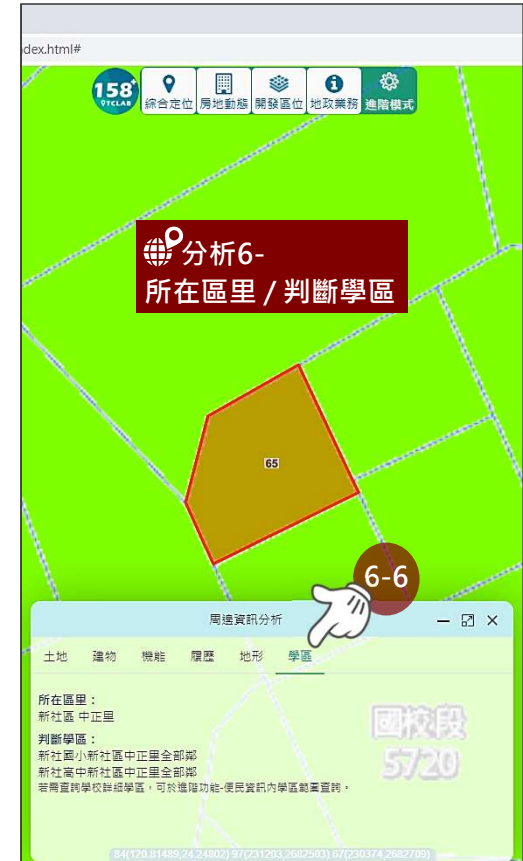 dex.html#
158+
9TCLAB
綜合定位
房地動態
開發區位
地政業務
進階模式
分析6-
所在區里 / 判斷學區
65
6-6
周邊資訊分析
土地 建物 機能 履歷 地形 學區
所在區里：
新社區 中正里
國校段
57/20
判斷學區：
新社國小新社區中正里全部鄰
新社高中新社區中正里全部鄰
若需查詢學校詳細學區，可於進階功能-便民資訊內學區範圍查詢。
84(120.81489,24.24802) 97(231203,2682503) 67(230374,2682709)